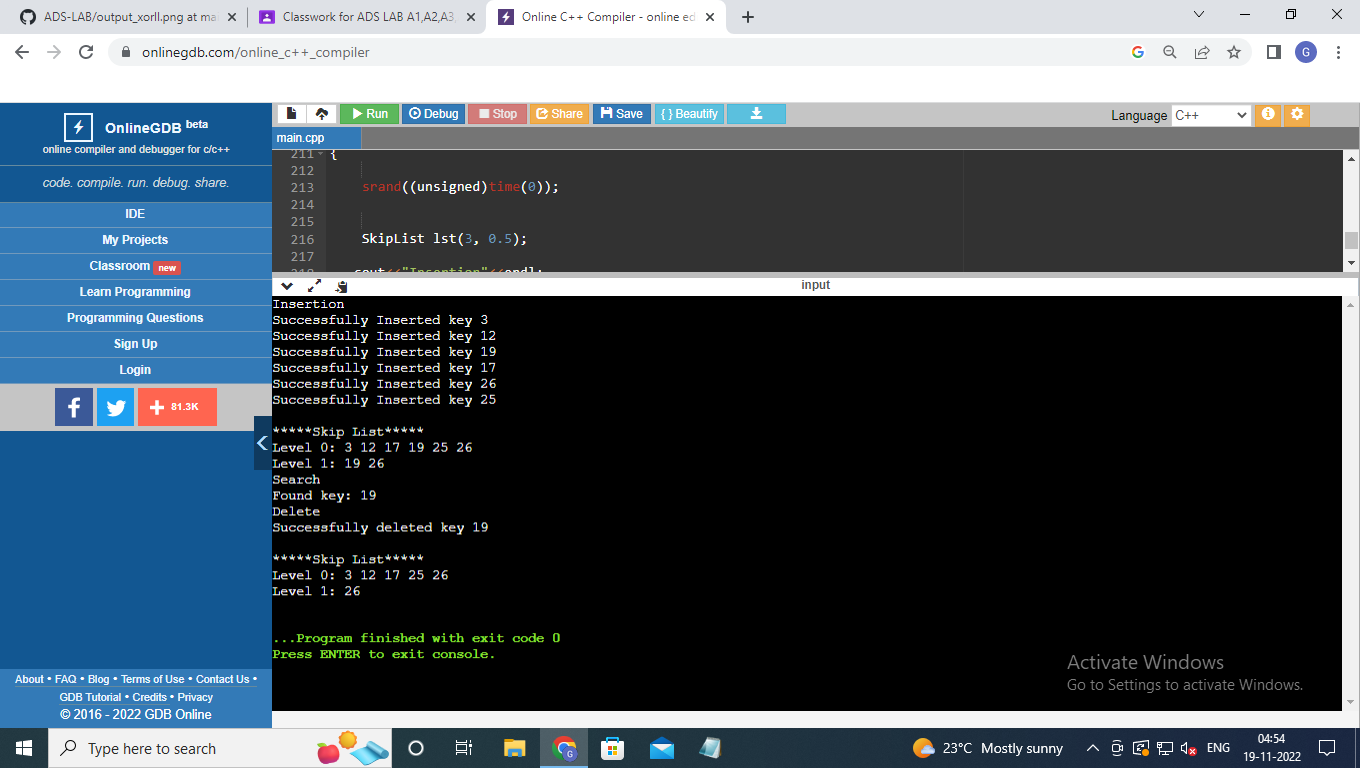 ADS-LAB/output_xorll.png at mai
Classwork for ADS LAB A1,A2,A3,
Online C++ Compiler - online ed
onlinegdb.com/online_c++_compiler
G
OnlineGDB beta
online compiler and debugger for c/c++
code. compile. run. debug. share.
IDE
My Projects
Classroom new
Learn Programming
Programming Questions
Sign Up
Login
81.3K
About • FAQ • Blog • Terms of Use • Contact Us •
GDB Tutorial • Credits • Privacy
© 2016 - 2022 GDB Online
Run Debug Stop Share Save { } Beautify
Language C++
main.cpp
211 {
212
213 srand((unsigned)time(0));
214
215
216 SkipList lst(3, 0.5);
217
218 cout<<"Insertion"<<endl;
input
Insertion
Successfully Inserted key 3
Successfully Inserted key 12
Successfully Inserted key 19
Successfully Inserted key 17
Successfully Inserted key 26
Successfully Inserted key 25
*****Skip List*****
Level 0: 3 12 17 19 25 26
Level 1: 19 26
Search
Found key: 19
Delete
Successfully deleted key 19
*****Skip List*****
Level 0: 3 12 17 25 26
Level 1: 26
...Program finished with exit code 0
Press ENTER to exit console.
Activate Windows
Go to Settings to activate Windows.
Type here to search
G
23°C Mostly sunny
ENG
04:54
19-11-2022